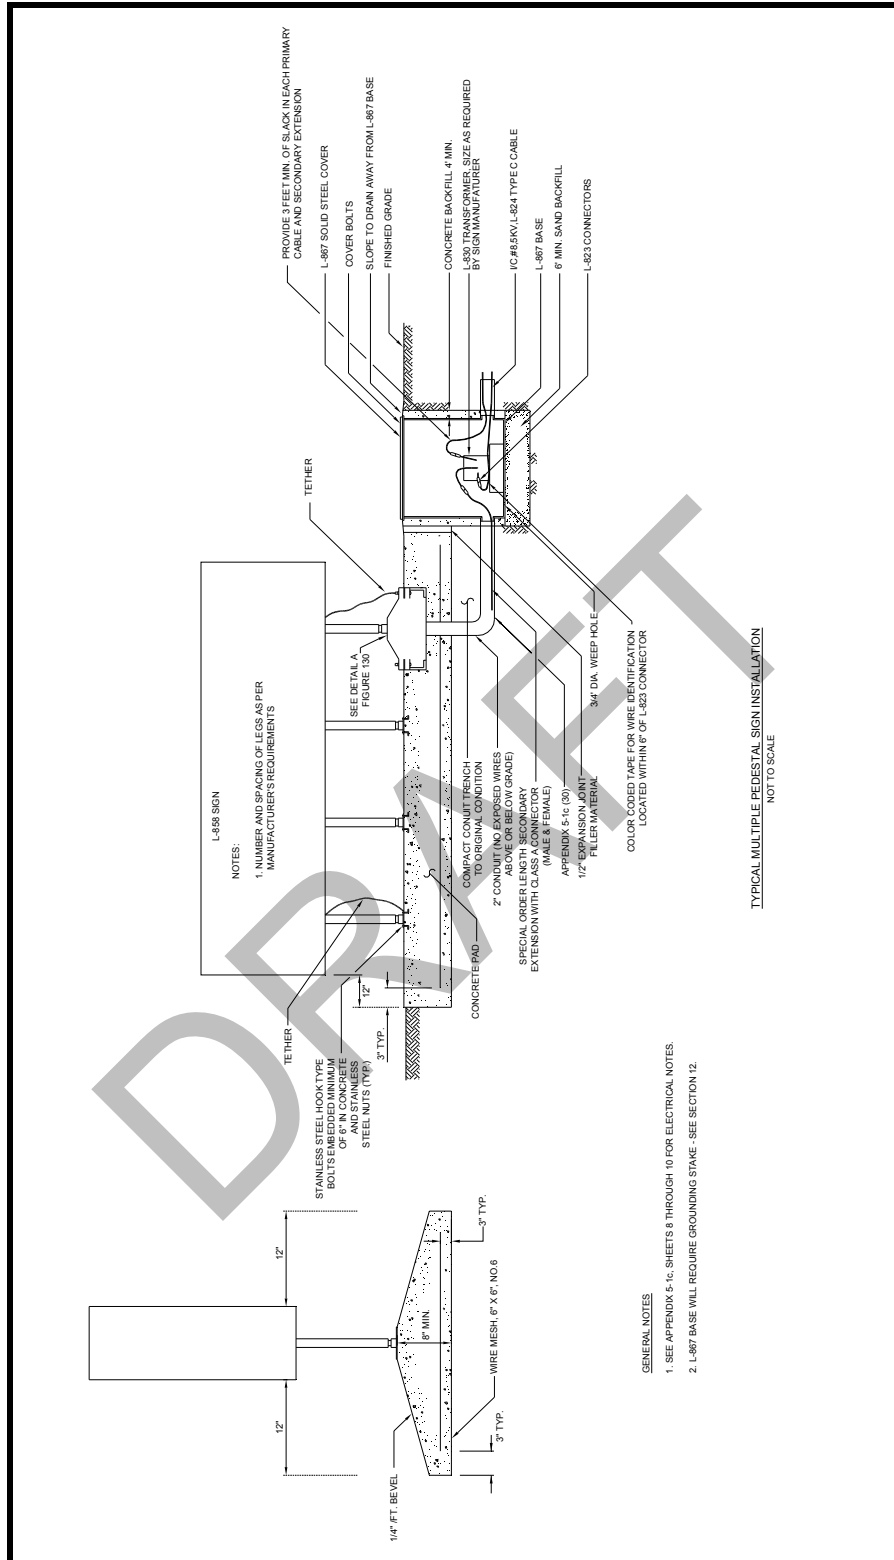 PROVIDE 3 FEET MIN. OF SLACK IN EACH PRIMARY
CABLE AND SECONDARY EXTENSION
L-867 SOLID STEEL COVER
COVER BOLTS
SLOPE TO DRAIN AWAY FROM L-867 BASE
FINISHED GRADE
CONCRETE BACKFILL 4' MIN.
L-830 TRANSFORMER, SIZE AS REQUIRED
BY SIGN MANUFATURER
I/C,#8,5KV,L-824 TYPE C CABLE
L-867 BASE
6' MIN. SAND BACKFILL
L-823 CONNECTORS
TETHER
L-858 SIGN
NOTES:
1. NUMBER AND SPACING OF LEGS AS PER
MANUFACTURER'S REQUIREMENTS
SEE DETAIL A
FIGURE 130
TETHER
STAINLESS STEEL HOOK TYPE
BOLTS EMBEDDED MINIMUM
OF 6" IN CONCRETE
AND STAINLESS
STEEL NUTS (TYP.)
12"
3" TYP.
CONCRETE PAD
COMPACT CONUIT TRENCH
TO ORIGINAL CONDITION
2" CONDUIT (NO EXPOSED WIRES
ABOVE OR BELOW GRADE)
SPECIAL ORDER LENGTH SECONDARY
EXTENSION WITH CLASS A CONNECTOR
(MALE & FEMALE)
APPENDIX 5-1c (30)
1/2" EXPANSION JOINT
FILLER MATERIAL
3/4' DIA. WEEP HOLE
COLOR CODED TAPE FOR WIRE IDENTIFICATION
LOCATED WITHIN 6" OF L-823 CONNECTOR
12"
12"
1/4" /FT. BEVEL
8" MIN.
3" TYP.
WIRE MESH, 6" X 6", NO.6
3" TYP.
TYPICAL MULTIPLE PEDESTAL SIGN INSTALLATION
NOT TO SCALE
GENERAL NOTES
1. SEE APPENDIX 5-1c, SHEETS 8 THROUGH 10 FOR ELECTRICAL NOTES.
2. L-867 BASE WILL REQUIRE GROUNDING STAKE - SEE SECTION 12.
DRAFT